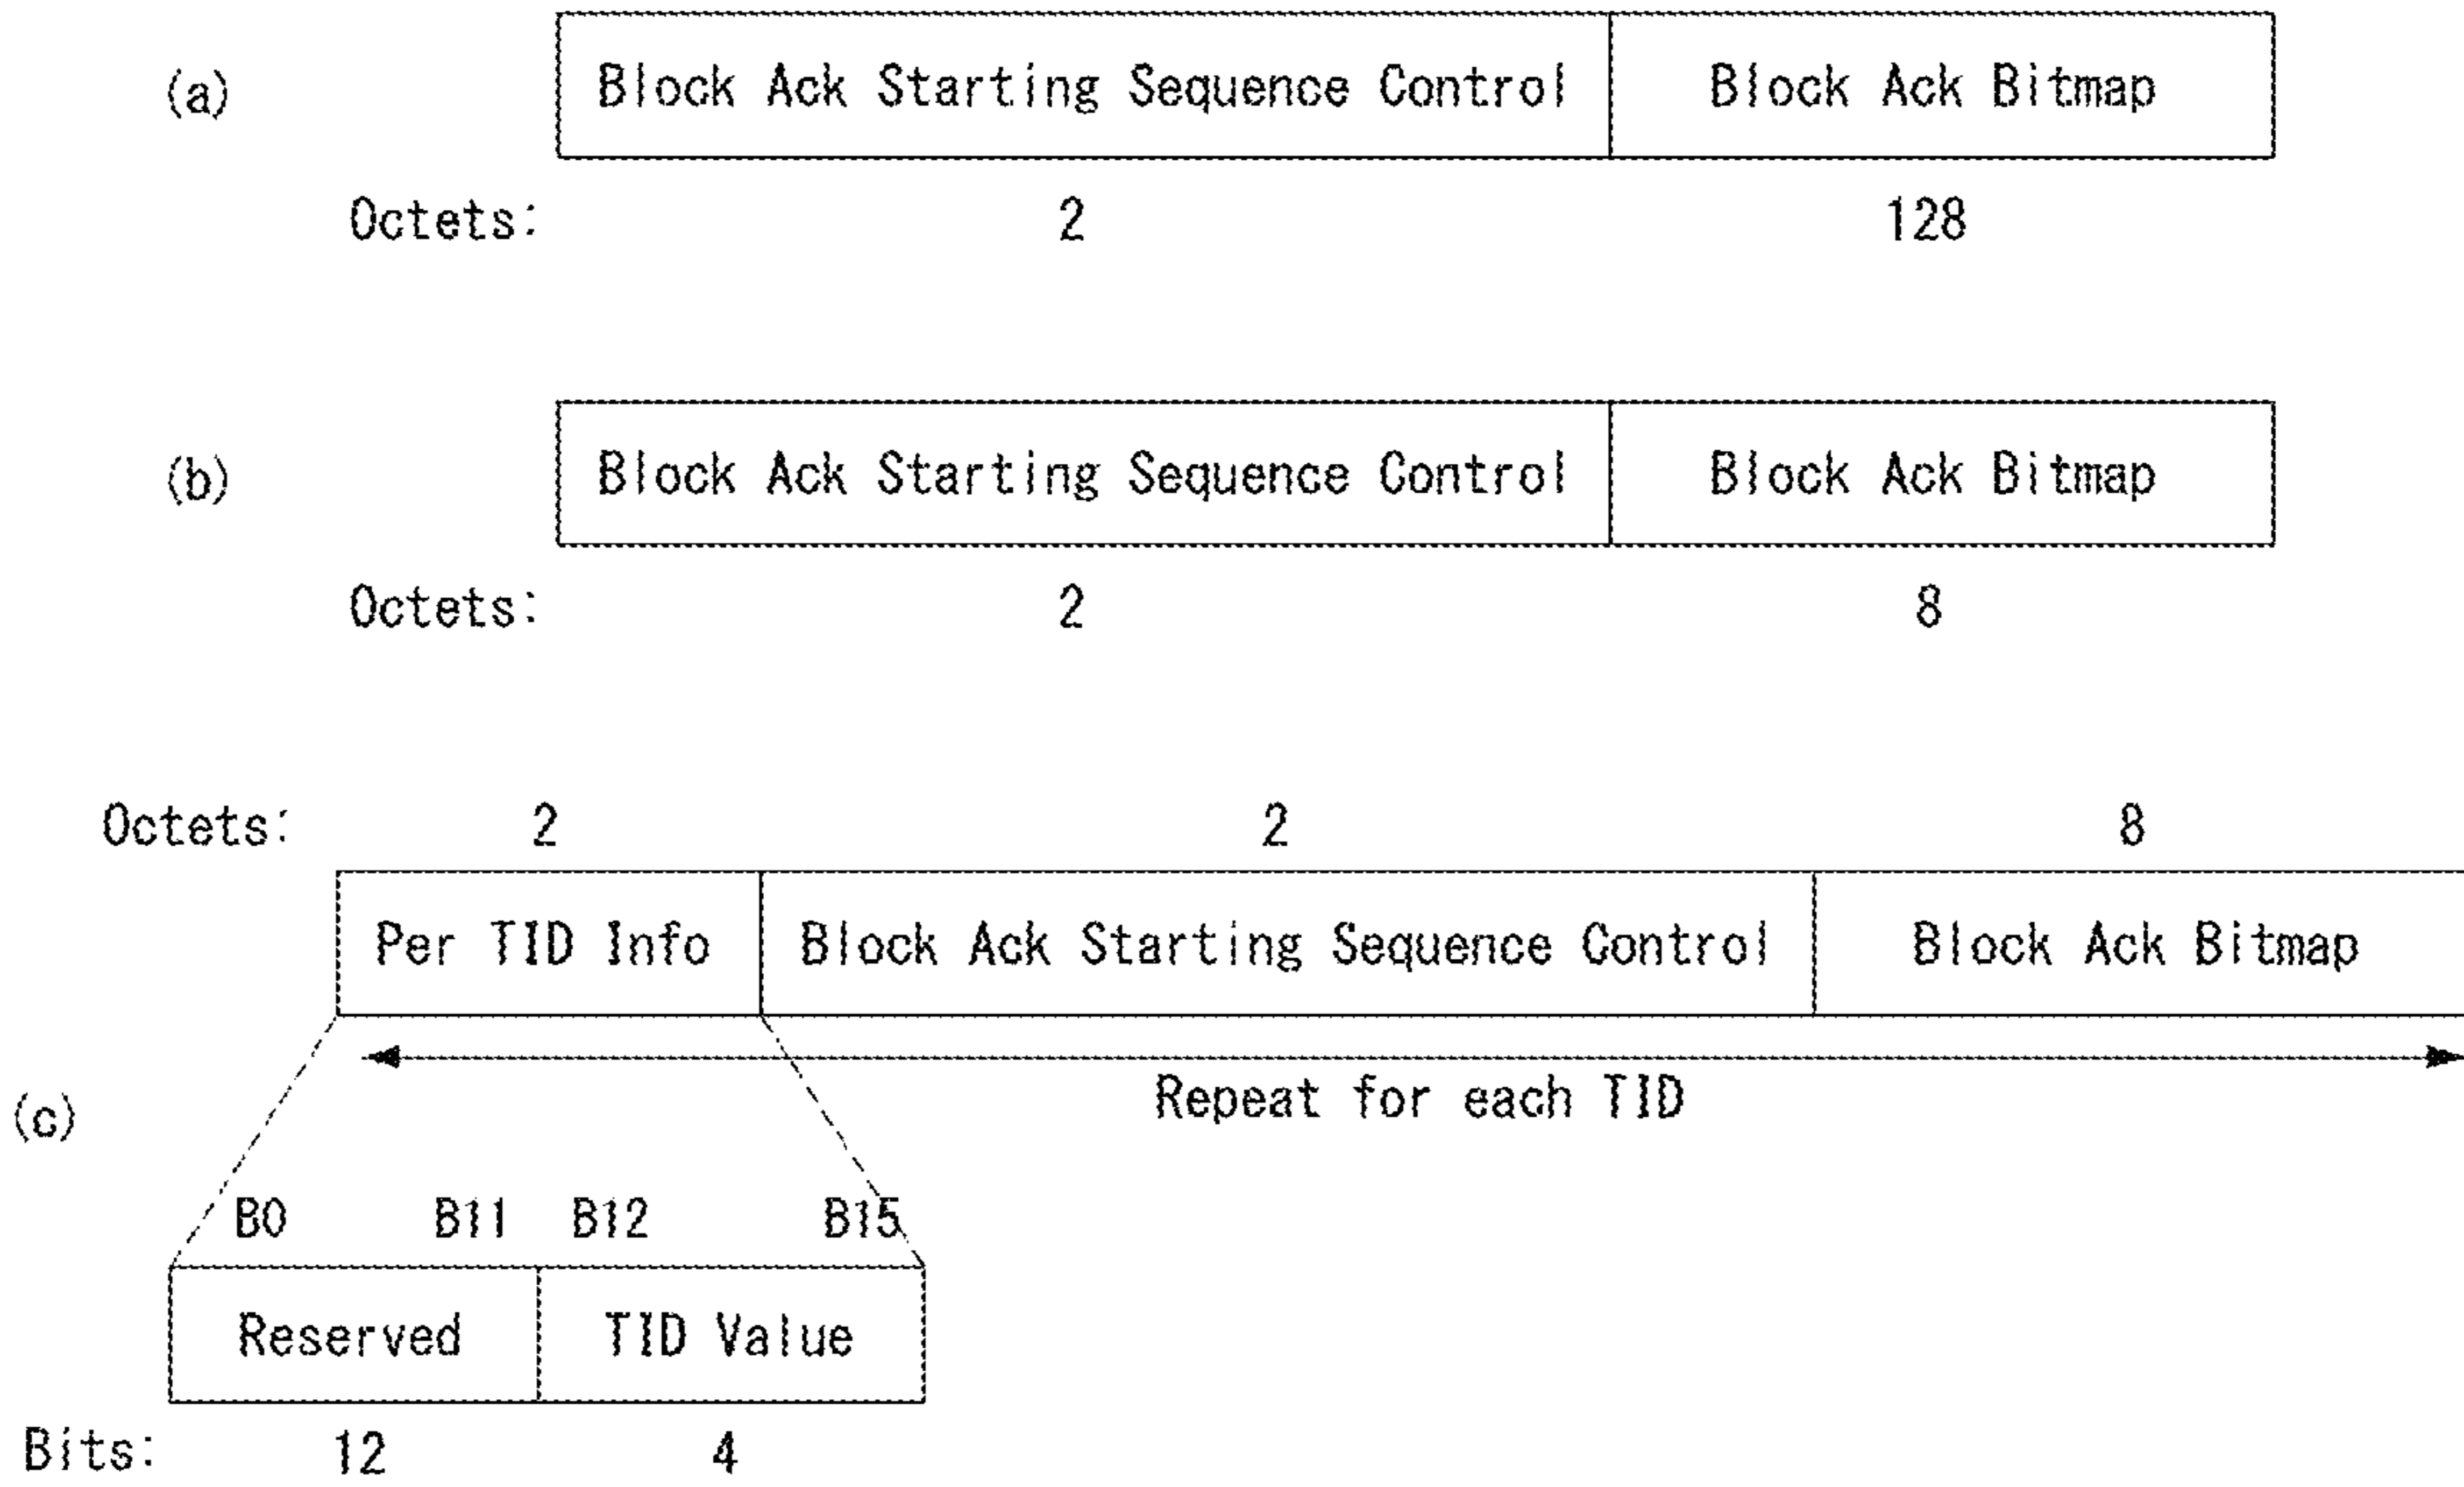 (a) Block Ack Starting Sequence Control Block Ack Bitmap
Octets: 2 128
(b) Block Ack Starting Sequence Control Block Ack Bitmap
Octets: 2 8
Octets: 2 2 8
Per TID Info Block Ack Starting Sequence Control Block Ack Bitmap
Repeat for each TID
(c)
B0 B11 B12 B15
Reserved TID Value
Bits: 12 4